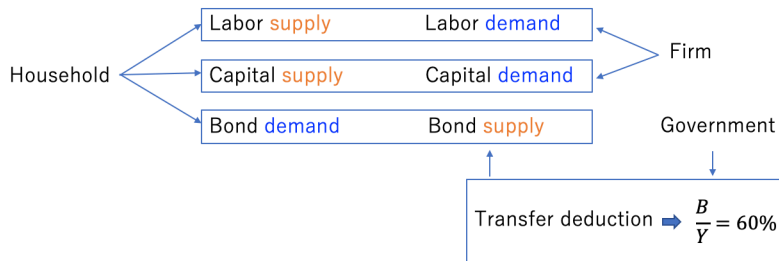 Labor supply Labor demand
Firm
Household Capital supply Capital demand
Bond demand Bond supply Government
Transfer deduction ➡ B/Y = 60%